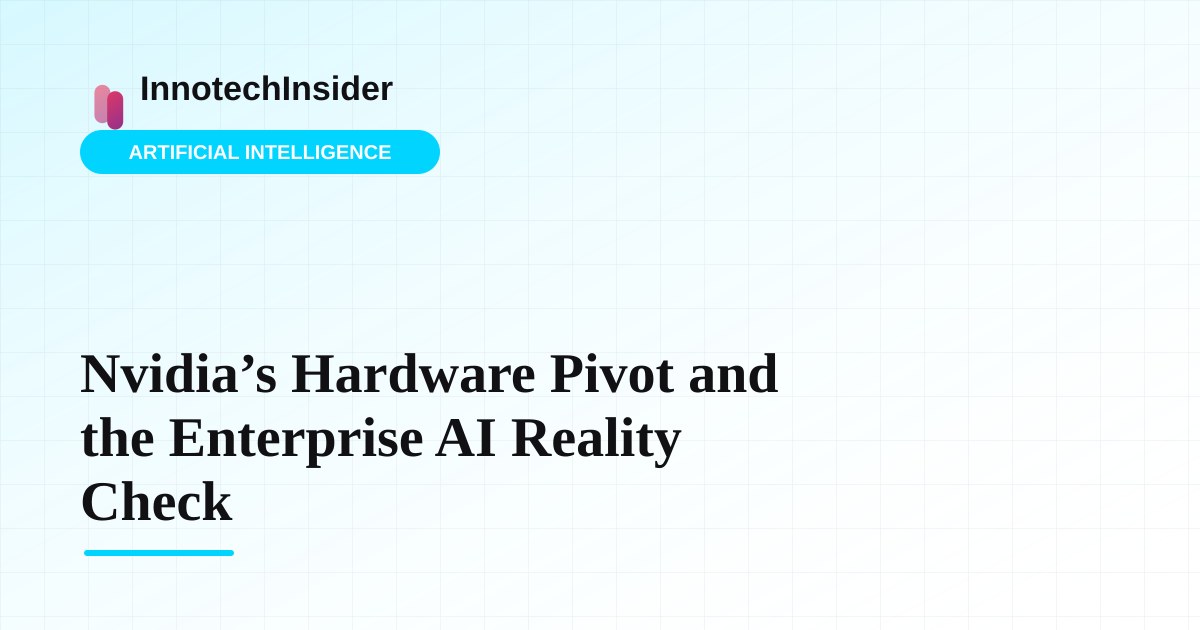 InnotechInsider
ARTIFICIAL INTELLIGENCE
Nvidia’s Hardware Pivot and
the Enterprise AI Reality
Check